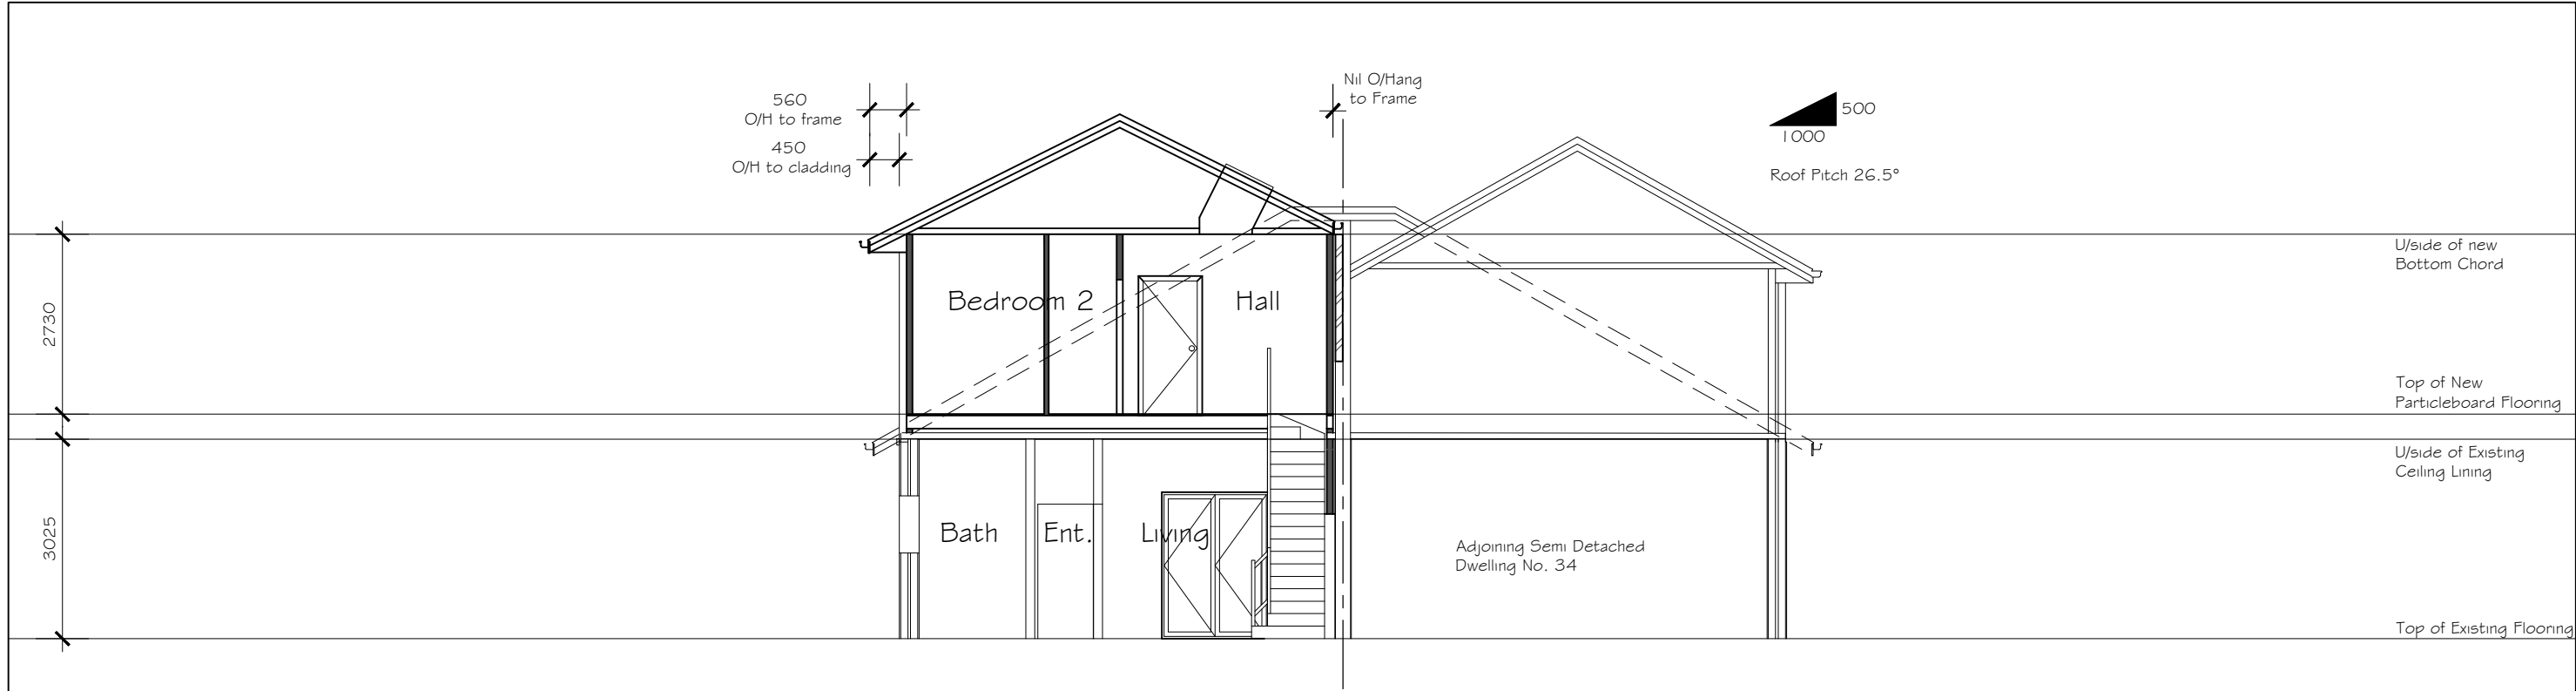 Nil O/Hang
to Frame
560
O/H to frame
450
O/H to cladding
500
1000
Roof Pitch 26.5°
U/side of new
Bottom Chord
2730
Bedroom 2
Hall
Top of New
Particleboard Flooring
U/side of Existing
Ceiling Lining
3025
Bath
Ent.
Living
Adjoining Semi Detached
Dwelling No. 34
Top of Existing Flooring